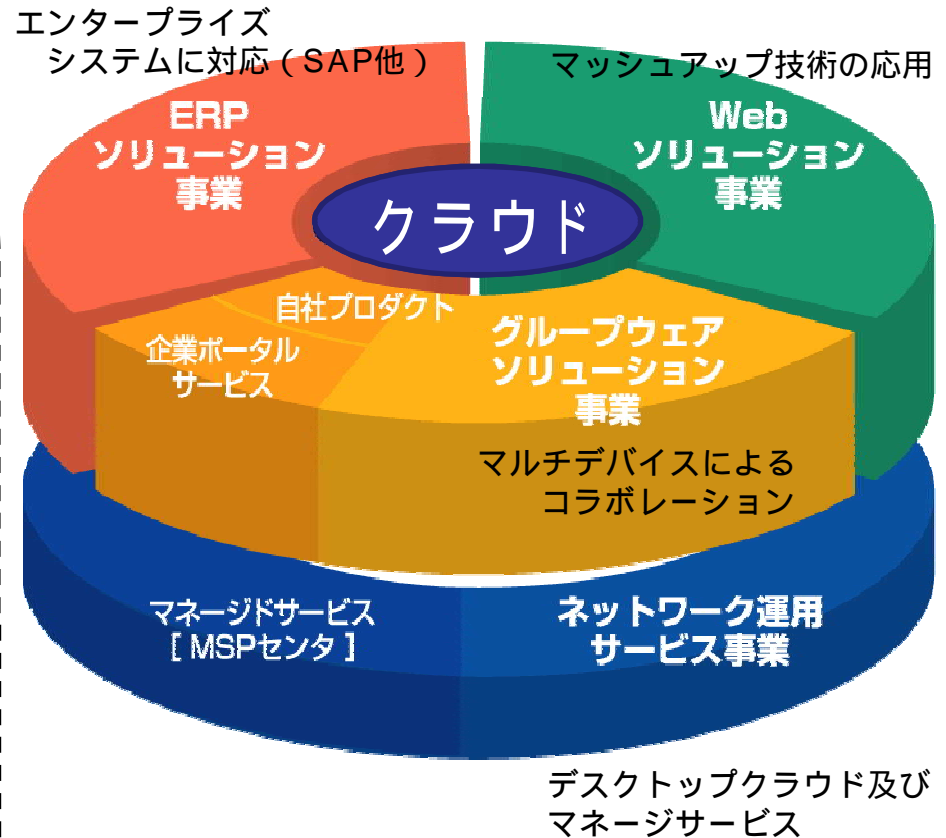 エンタープライズ
システムに対応(SAP他)
マッシュアップ技術の応用
ERP
ソリューション
事業
Web
ソリューション
事業
クラウド
自社プロダクト
企業ポータル
サービス
グループウェア
ソリューション
事業
マルチデバイスによる
コラボレーション
マネージドサービス
[MSPセンタ]
ネットワーク運用
サービス事業
デスクトップクラウド及び
マネージサービス